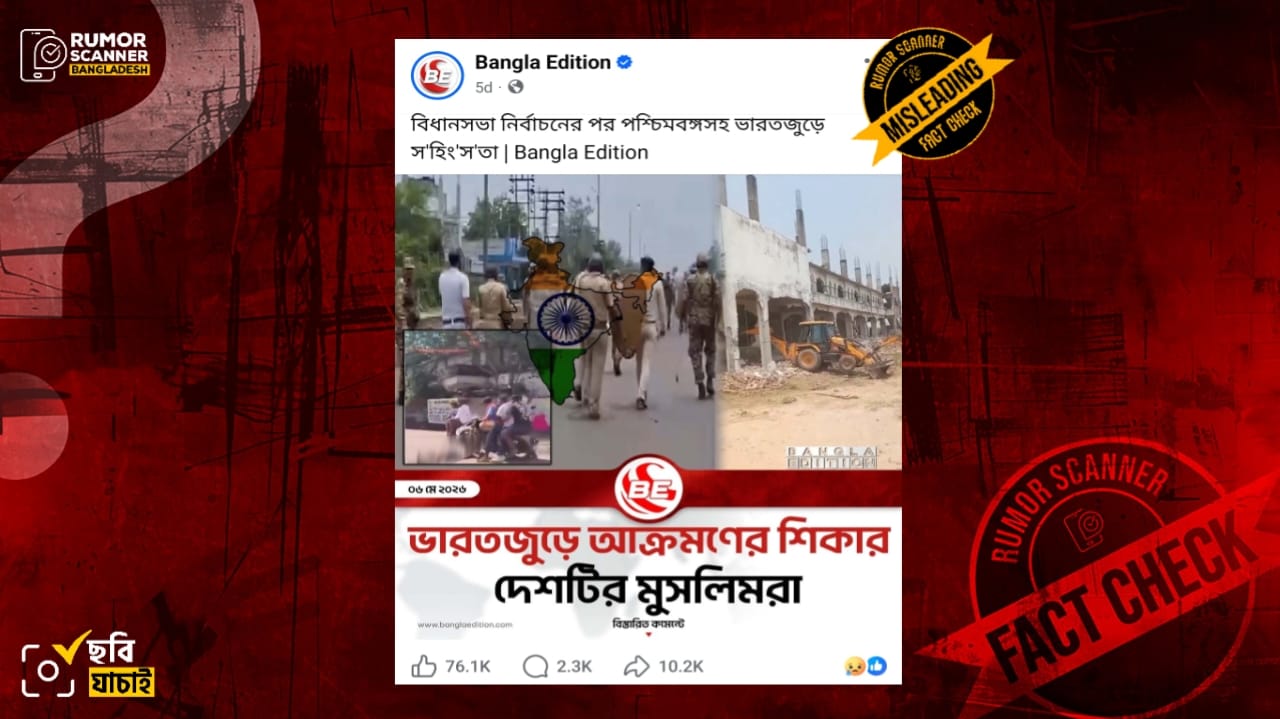 RUMOR
SCANNER
BANGLADESH
Bangla Edition
5d
বিধানসভা নির্বাচনের পর পশ্চিমবঙ্গসহ ভারতজুড়ে
স'হিং'স'তা | Bangla Edition
RUMOR SCANNER
MISLEADING
FACT CHECK
BANGLA
EDITION
০৬ মে ২০২৬
BE
ভারতজুড়ে আক্রমণের শিকার
দেশটির মুসলিমরা
www.banglaedition.com
বিস্তারিত কমেন্টে
76.1K
2.3K
10.2K
RUMOR SCANNER
FACT CHECK
ছবি
যাচাই